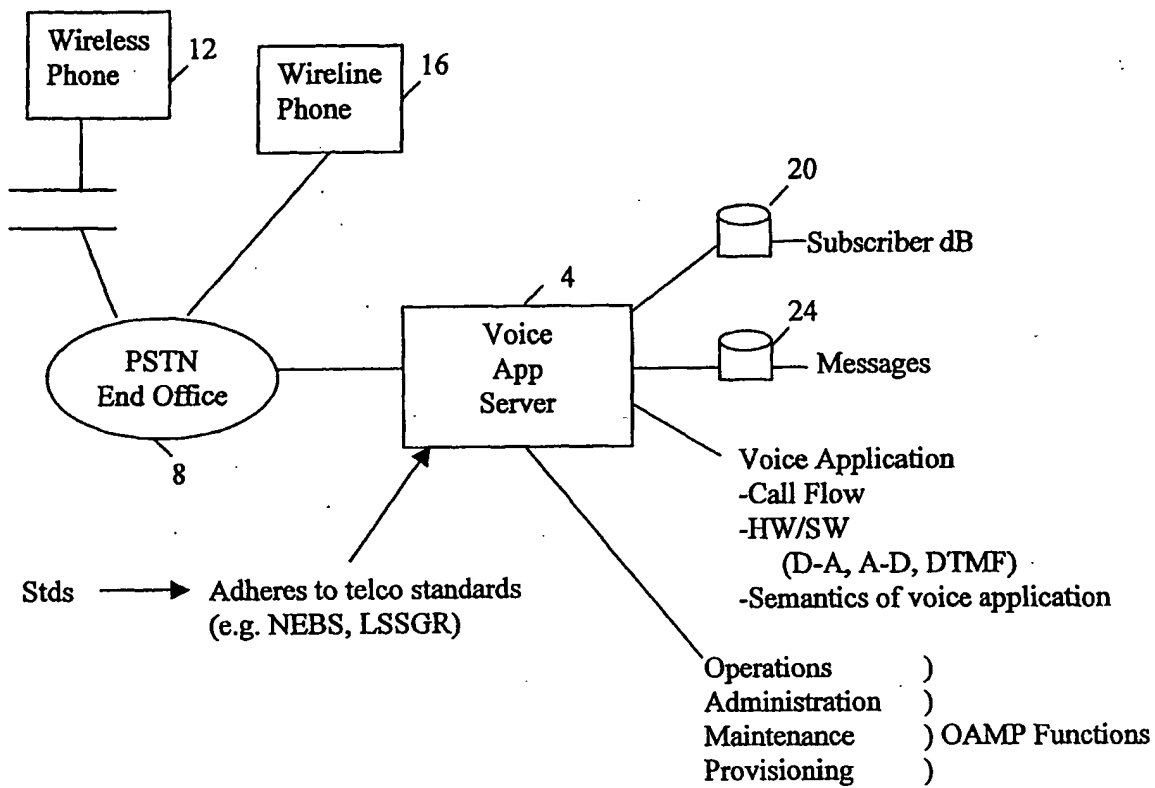 Wireless
Phone
12
Wireline
Phone
16
20
Subscriber dB
4
Voice
App
Server
24
Messages
PSTN
End Office
8
Voice Application
-Call Flow
-HW/SW
(D-A, A-D, DTMF)
-Semantics of voice application
Stds
Adheres to telco standards
(e.g. NEBS, LSSGR)
Operations )
Administration )
Maintenance ) OAMP Functions
Provisioning )